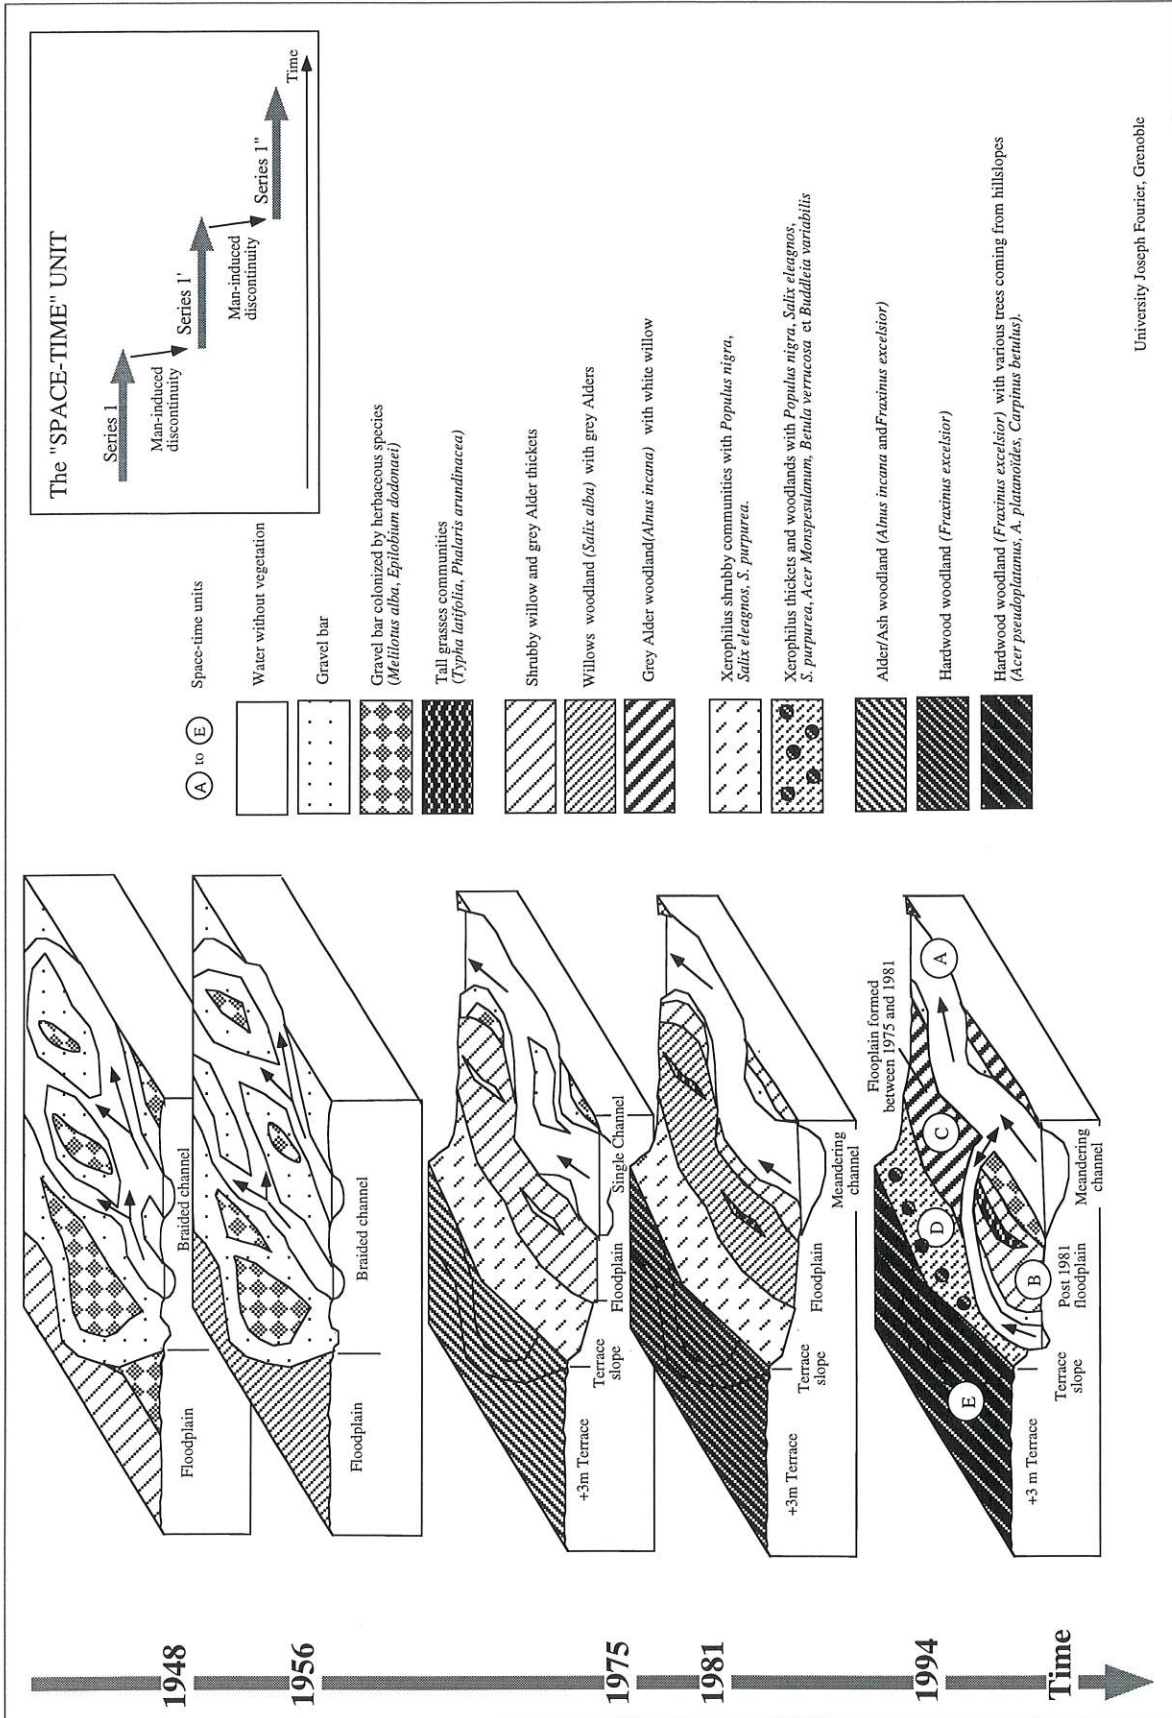 The "SPACE-TIME" UNIT
Series 1
Man-induced
discontinuity
Series 1'
Man-induced
discontinuity
Series 1"
Time
A to E Space-time units
Water without vegetation
Gravel bar
Gravel bar colonized by herbaceous species
(Melilotus alba, Epilobium dodonaei)
Tall grasses communities
(Typha latifolia, Phalaris arundinacea)
Shrubby willow and grey Alder thickets
Willows woodland (Salix alba) with grey Alders
Grey Alder woodland(Alnus incana) with white willow
Xerophilus shrubby communities with Populus nigra,
Salix eleagnos, S. purpurea.
Xerophilus thickets and woodlands with Populus nigra, Salix eleagnos,
S. purpurea, Acer Monspesulanum, Betula verrucosa et Buddleia variabilis
Alder/Ash woodland (Alnus incana andFraxinus excelsior)
Hardwood woodland (Fraxinus excelsior)
Hardwood woodland (Fraxinus excelsior) with various trees coming from hillslopes
(Acer pseudoplatanus, A. platanoïdes, Carpinus betulus).
University Joseph Fourier, Grenoble
1948
Floodplain
Braided channel
1956
Floodplain
Braided channel
1975
+3m Terrace
Terrace
slope
Floodplain
Single Channel
1981
+3m Terrace
Terrace
slope
Floodplain
Meandering
channel
1994
Flooplain formed
between 1975 and 1981
A
B
C
D
E
+3 m Terrace
Terrace
slope
Post 1981
floodplain
Meandering
channel
Time